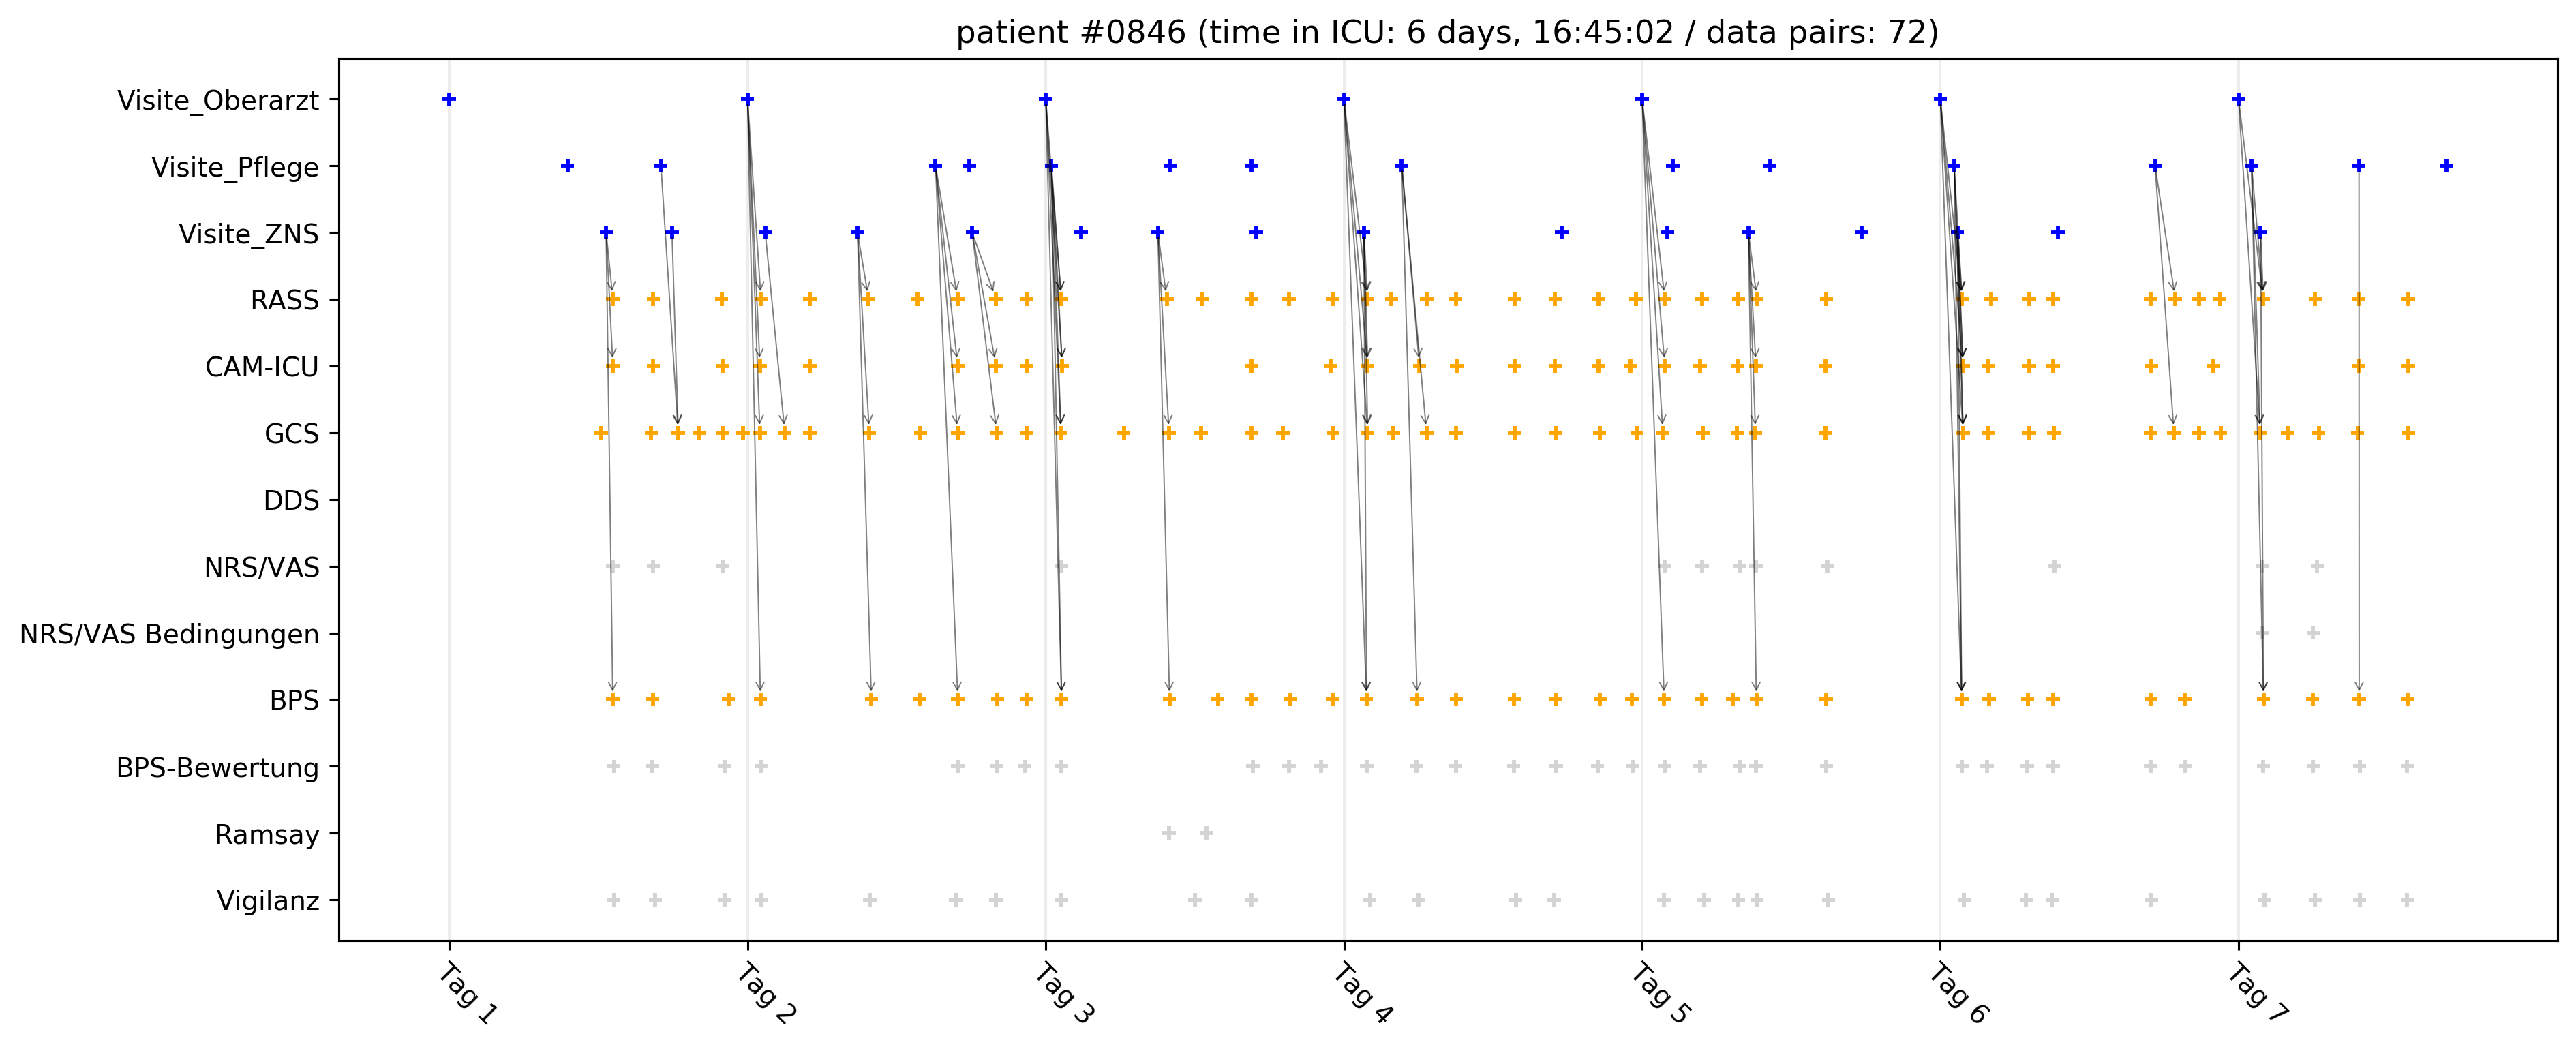 patient #0846 (time in ICU: 6 days, 16:45:02 / data pairs: 72)
Visite_Oberarzt
Visite_Pflege
Visite_ZNS
RASS
CAM-ICU
GCS
DDS
NRS/VAS
NRS/VAS Bedingungen
BPS
BPS-Bewertung
Ramsay
Vigilanz
Tag 1
Tag 2
Tag 3
Tag 4
Tag 5
Tag 6
Tag 7